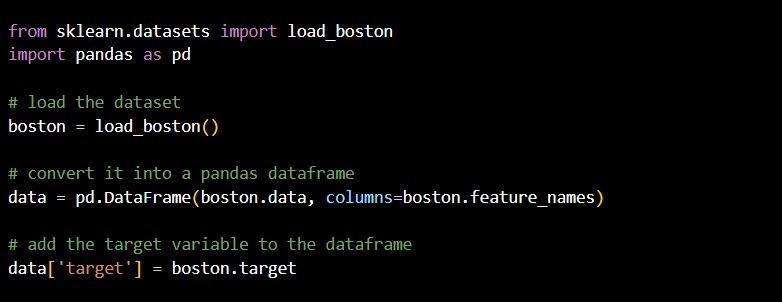 from sklearn.datasets import load_boston
import pandas as pd
# load the dataset
boston = load_boston()
# convert it into a pandas dataframe
data = pd.DataFrame(boston.data, columns=boston.feature_names)
# add the target variable to the dataframe
data['target'] = boston.target